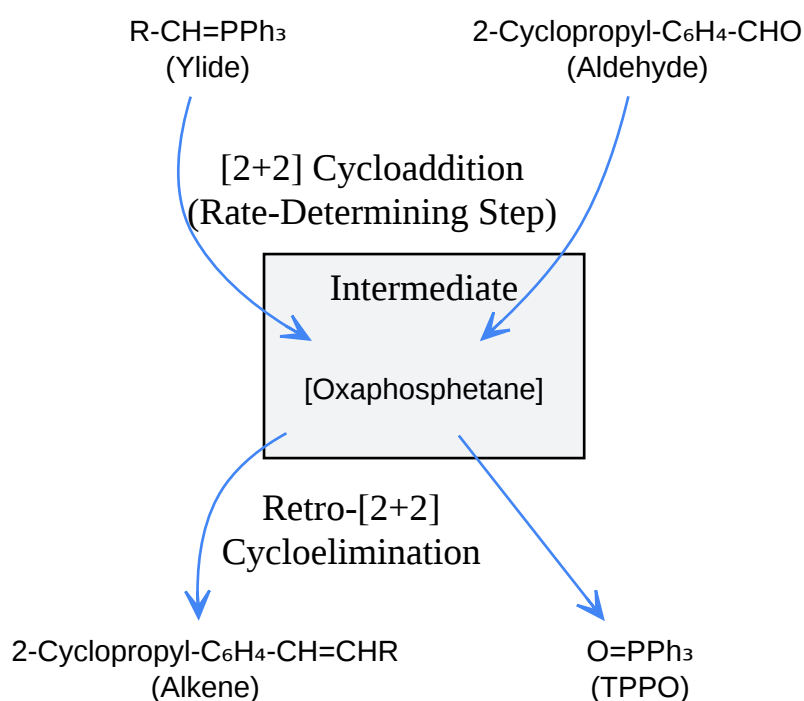 R-CH=PPh₃
(Ylide)
2-Cyclopropyl-C₆H₄-CHO
(Aldehyde)
[2+2] Cycloaddition
(Rate-Determining Step)
Intermediate
[Oxaphosphetane]
Retro-[2+2]
Cycloelimination
2-Cyclopropyl-C₆H₄-CH=CHR
(Alkene)
O=PPh₃
(TPPO)